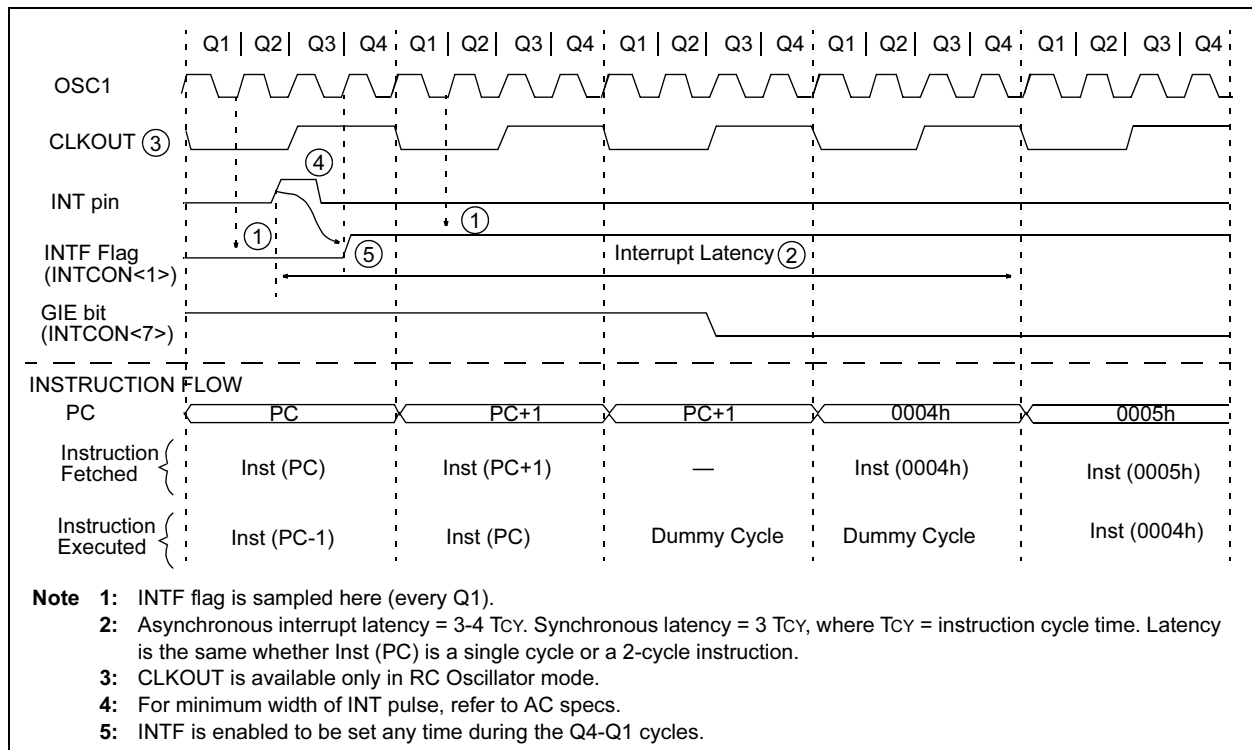 Q1 | Q2 | Q3 | Q4 Q1 | Q2 | Q3 | Q4 Q1 | Q2 | Q3 | Q4 Q1 | Q2 | Q3 | Q4 Q1 | Q2 | Q3 | Q4
OSC1
CLKOUT 3
4
INT pin
1 1
INTF Flag
(INTCON<1>)
5 Interrupt Latency 2
GIE bit
(INTCON<7>)
INSTRUCTION FLOW
PC PC PC+1 PC+1 0004h 0005h
Instruction
Fetched
Inst (PC) Inst (PC+1) — Inst (0004h) Inst (0005h)
Instruction
Executed
Inst (PC-1) Inst (PC) Dummy Cycle Dummy Cycle Inst (0004h)
Note 1: INTF flag is sampled here (every Q1).
2: Asynchronous interrupt latency = 3-4 TCY. Synchronous latency = 3 TCY, where TCY = instruction cycle time. Latency
is the same whether Inst (PC) is a single cycle or a 2-cycle instruction.
3: CLKOUT is available only in RC Oscillator mode.
4: For minimum width of INT pulse, refer to AC specs.
5: INTF is enabled to be set any time during the Q4-Q1 cycles.